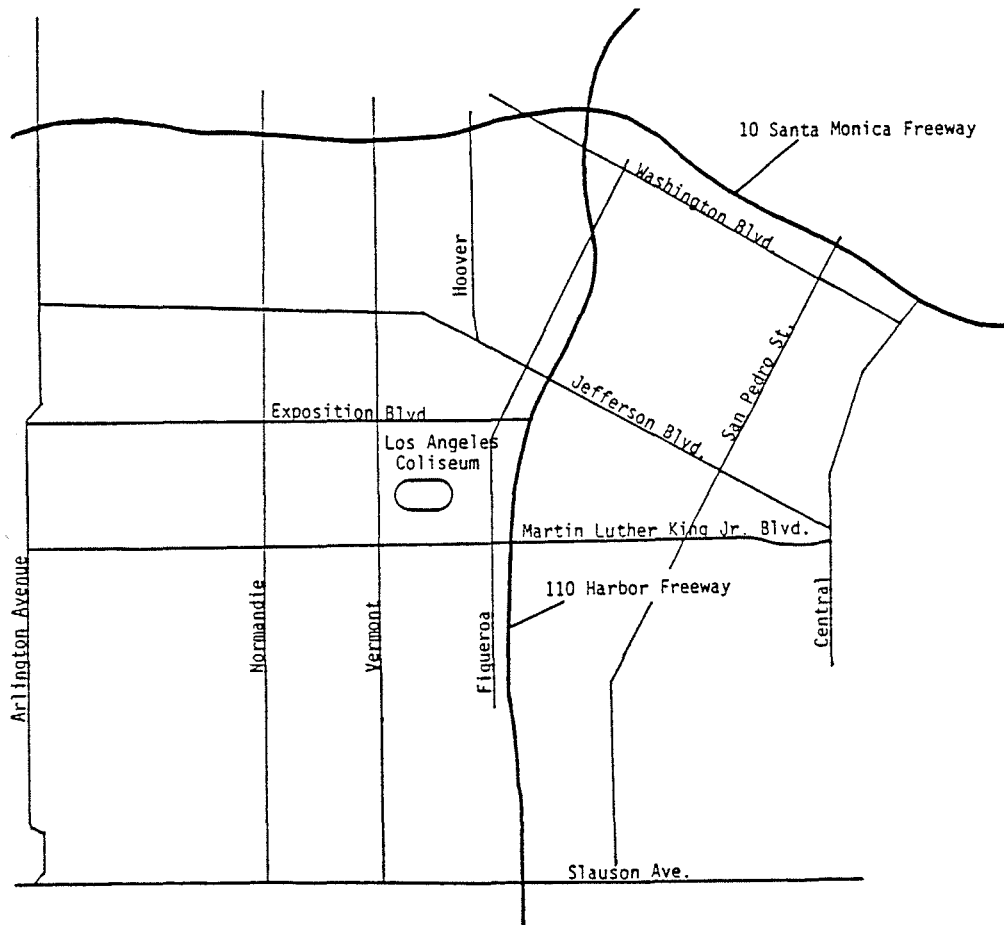 10 Santa Monica Freeway
Washington Blvd.
Hoover
San Pedro St.
Jefferson Blvd.
Exposition Blvd
Los Angeles
Coliseum
Martin Luther King Jr. Blvd.
110 Harbor Freeway
Arlington Avenue
Normandie
Vermont
Figueroa
Central
Slauson Ave.